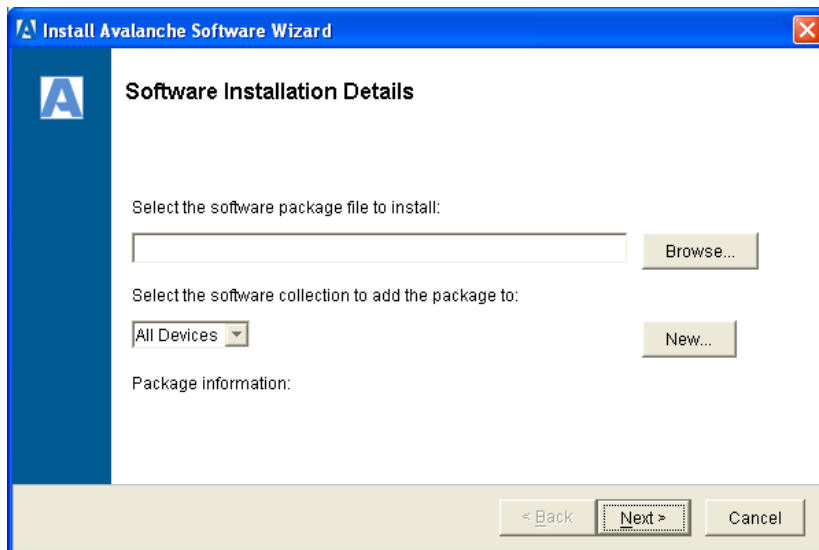 Install Avalanche Software Wizard
A
Software Installation Details
Select the software package file to install:
Browse...
Select the software collection to add the package to:
All Devices
New...
Package information:
< Back
Next >
Cancel